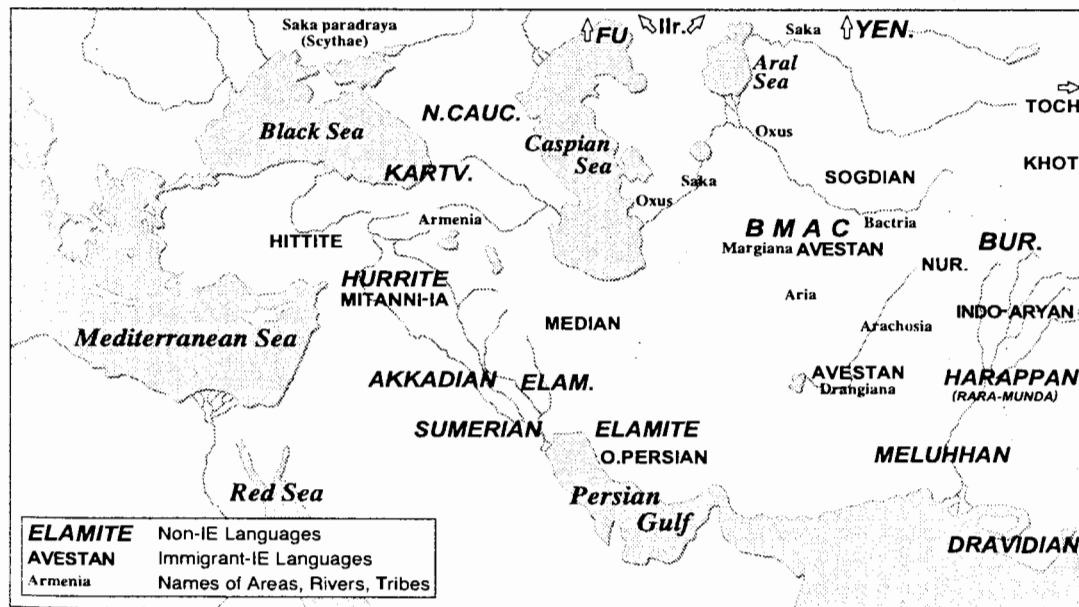 Saka paradraya
(Scythae)
FU
IIr.
Saka
YEN.
Aral
Sea
TOCH
N.CAUC.
Black Sea
Caspian
Sea
Oxus
KHOT
KARTV.
Saka
SOGDIAN
Oxus
Armenia
Bactria
HITTITE
B M A C
Margiana AVESTAN
BUR.
NUR.
HURRITE
MITANNI-IA
Aria
INDO-ARYAN
Mediterranean Sea
MEDIAN
Arachosia
AKKADIAN
ELAM.
AVESTAN
Drangiana
HARAPPAN
(RARA-MUNDA)
SUMERIAN
ELAMITE
O.PERSIAN
MELUHHAN
Red Sea
Persian
Gulf
DRAVIDIAN
ELAMITE Non-IE Languages
AVESTAN Immigrant-IE Languages
Armenia Names of Areas, Rivers, Tribes